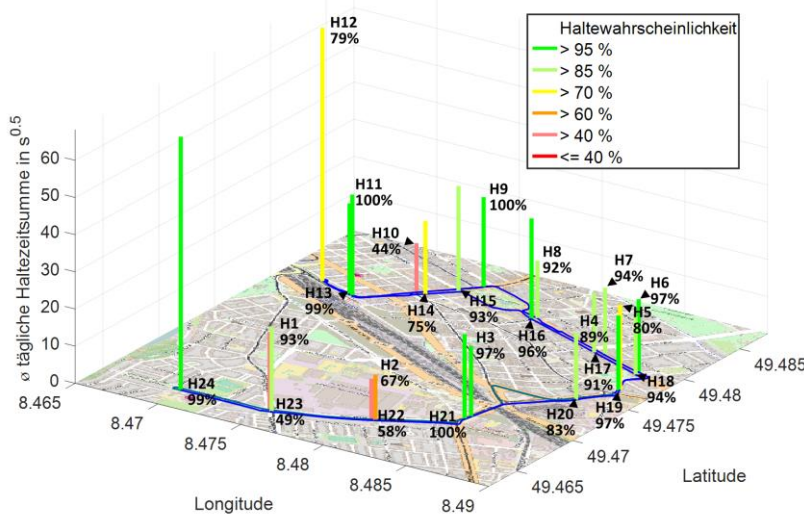 Haltewahrscheinlichkeit
> 95 %
> 85 %
> 70 %
> 60 %
> 40 %
<= 40 %
ø tägliche Haltezeitsumme in s^0.5
60
50
40
30
20
10
0
H12
79%
H11
100%
H9
100%
H10
44%
H8
92%
H7
94%
H6
97%
H5
80%
H13
99%
H14
75%
H15
93%
H16
96%
H4
89%
H1
93%
H3
97%
H2
67%
H17
91%
H18
94%
H24
99%
H23
49%
H22
58%
H21
100%
H20
83%
H19
97%
8.465
8.47
8.475
8.48
8.485
8.49
Longitude
49.465
49.47
49.475
49.48
49.485
Latitude